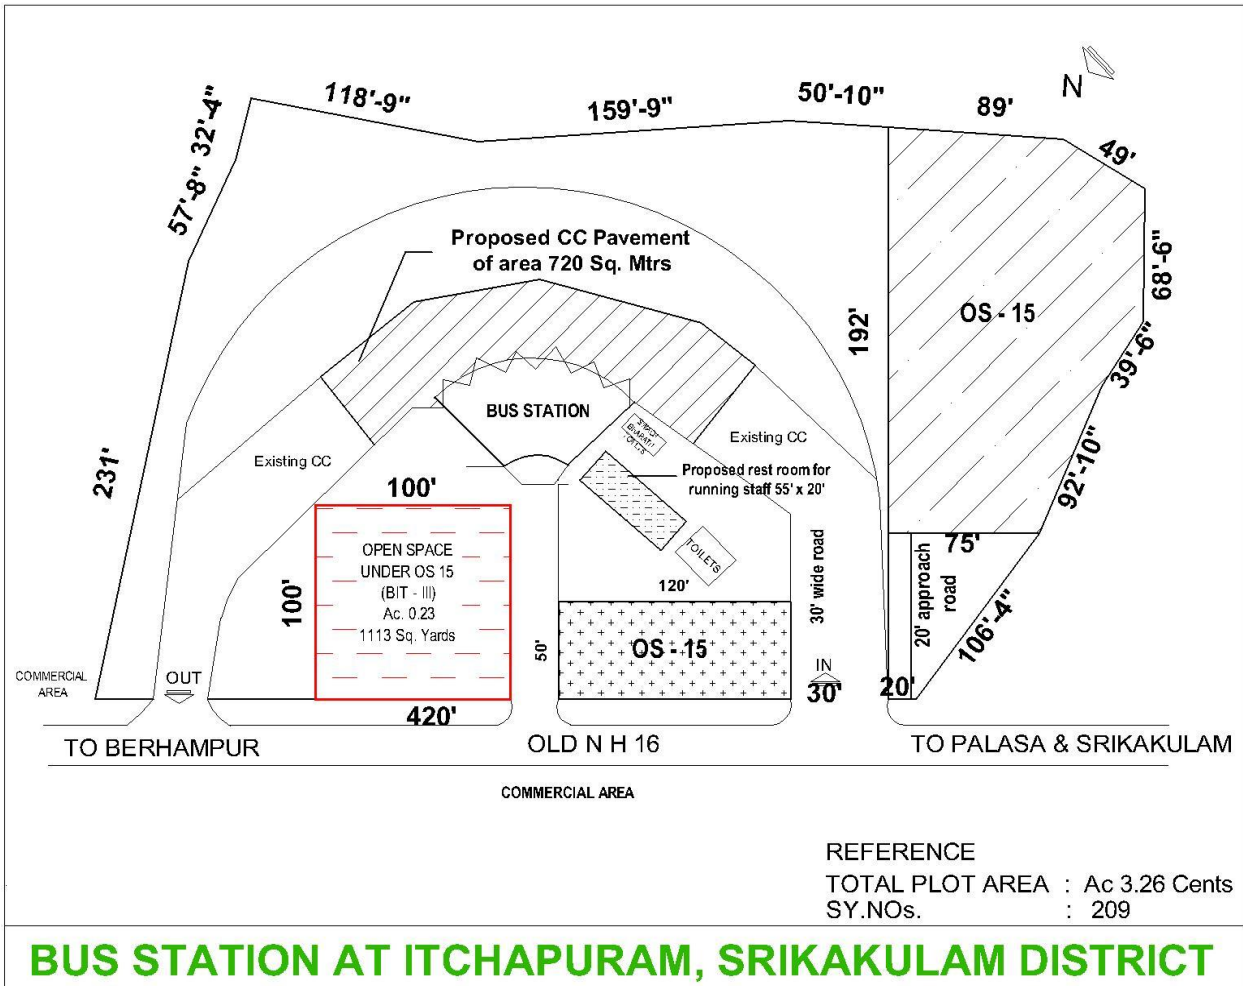 N
118'-9"
159'-9"
50'-10"
89'
49'
32'-4"
57'-8"
68'-6"
Proposed CC Pavement
of area 720 Sq. Mtrs
OS - 15
192'
39'-6"
BUS STATION
TOILETS
Existing CC
Existing CC
231'
92'-10"
Proposed rest room for
running staff 55' x 20'
100'
TOILETS
75'
OPEN SPACE
UNDER OS 15
(BIT - III)
Ac. 0.23
1113 Sq. Yards
100'
120'
30' wide road
20' approach
road
106'-4"
50'
OS - 15
COMMERCIAL
AREA
OUT
IN
30'
20'
420'
TO BERHAMPUR
OLD N H 16
TO PALASA & SRIKAKULAM
COMMERCIAL AREA
REFERENCE
TOTAL PLOT AREA : Ac 3.26 Cents
SY.NOs. : 209
BUS STATION AT ITCHAPURAM, SRIKAKULAM DISTRICT